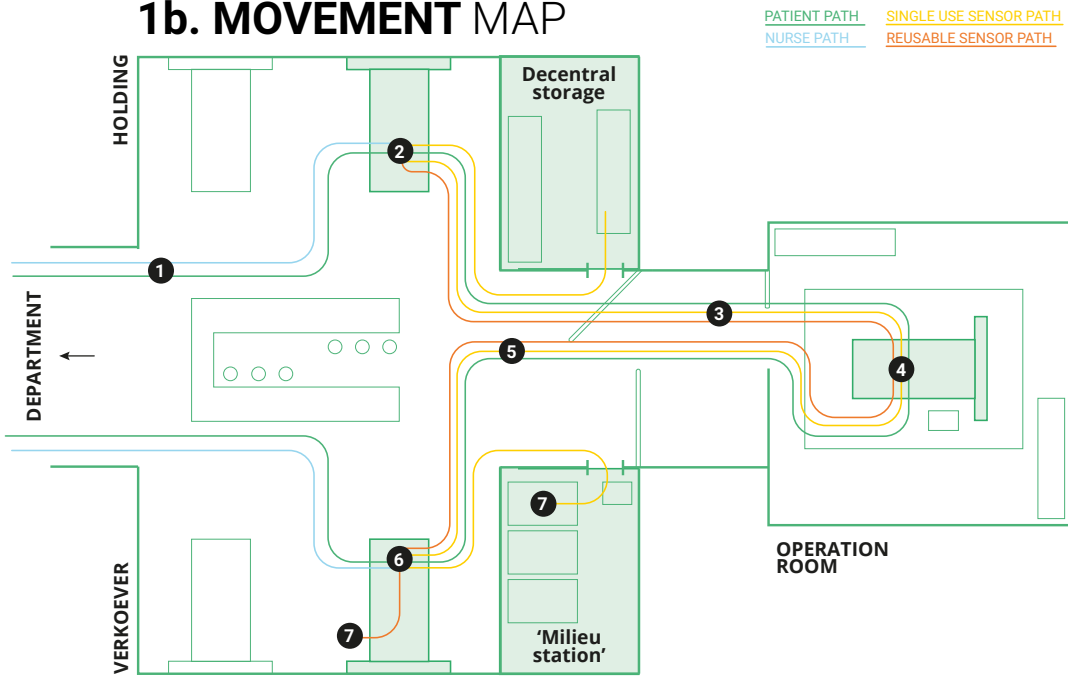 1b. MOVEMENT MAP
PATIENT PATH
SINGLE USE SENSOR PATH
NURSE PATH
REUSABLE SENSOR PATH
HOLDING
Decentral
storage
2
1
3
DEPARTMENT
5
4
7
6
OPERATION
ROOM
VERKOEVER
7
'Milieu
station'